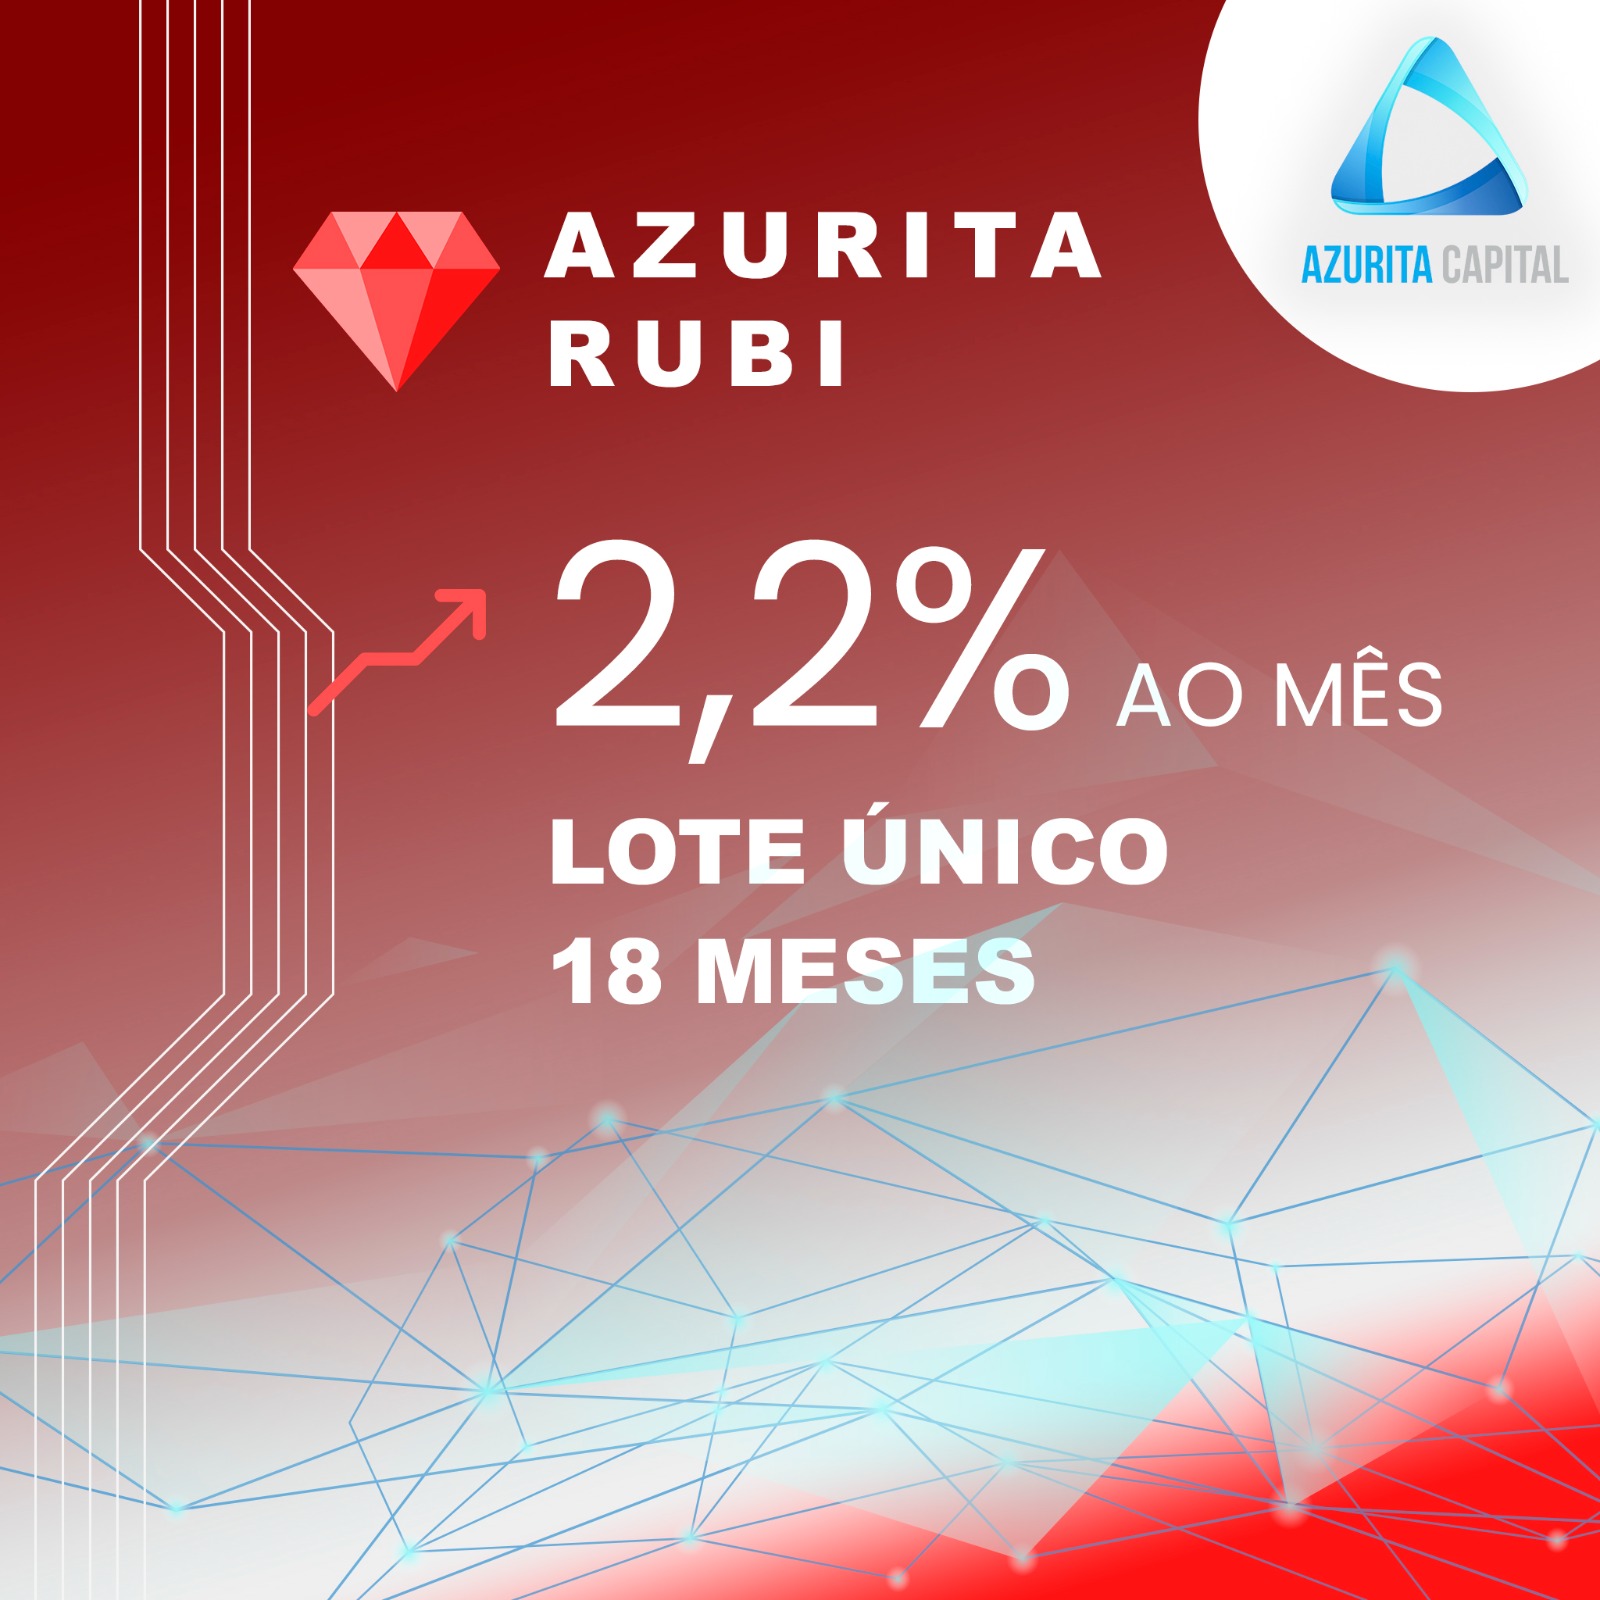 AZURITA CAPITAL
AZURITA
RUBI
2,2% AO MÊS
LOTE ÚNICO
18 MESES